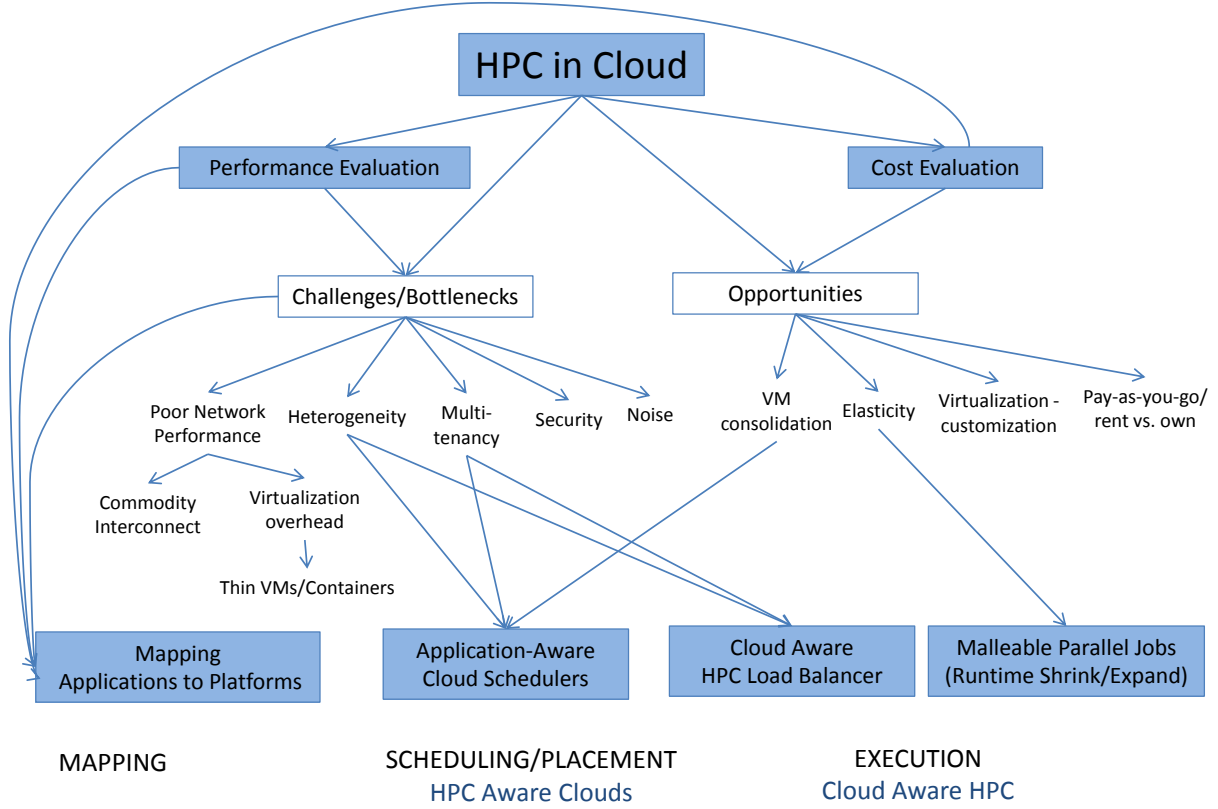 HPC in Cloud
Performance Evaluation
Cost Evaluation
Challenges/Bottlenecks
Opportunities
Poor Network
Performance
Heterogeneity
Multi-
tenancy
Security
Noise
VM
consolidation
Elasticity
Virtualization -
customization
Pay-as-you-go/
rent vs. own
Commodity
Interconnect
Virtualization
overhead
Thin VMs/Containers
Mapping
Applications to Platforms
Application-Aware
Cloud Schedulers
Cloud Aware
HPC Load Balancer
Malleable Parallel Jobs
(Runtime Shrink/Expand)
MAPPING
SCHEDULING/PLACEMENT
HPC Aware Clouds
EXECUTION
Cloud Aware HPC